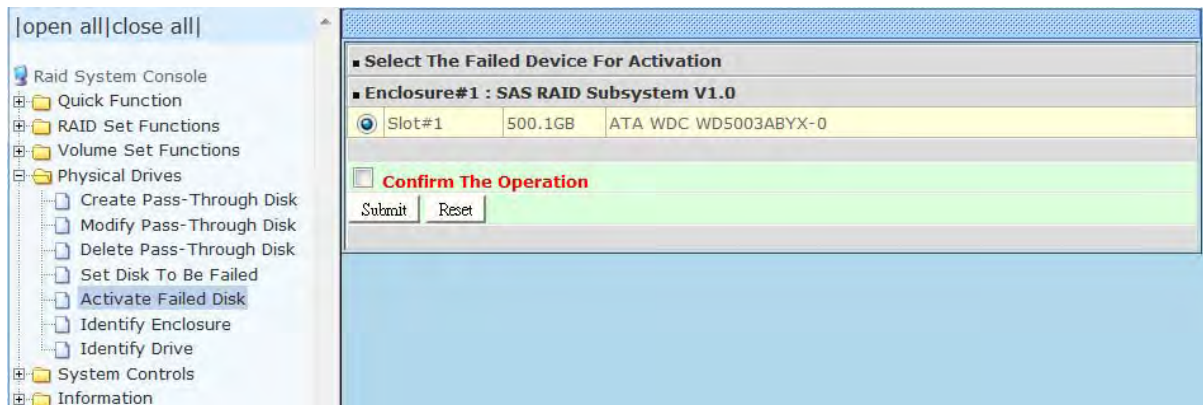 |open all|close all|
Raid System Console
Quick Function
RAID Set Functions
Volume Set Functions
Physical Drives
Create Pass-Through Disk
Modify Pass-Through Disk
Delete Pass-Through Disk
Set Disk To Be Failed
Activate Failed Disk
Identify Enclosure
Identify Drive
System Controls
Information
Select The Failed Device For Activation
Enclosure#1 : SAS RAID Subsystem V1.0
Slot#1 500.1GB ATA WDC WD5003ABYX-0
Confirm The Operation
Submit Reset